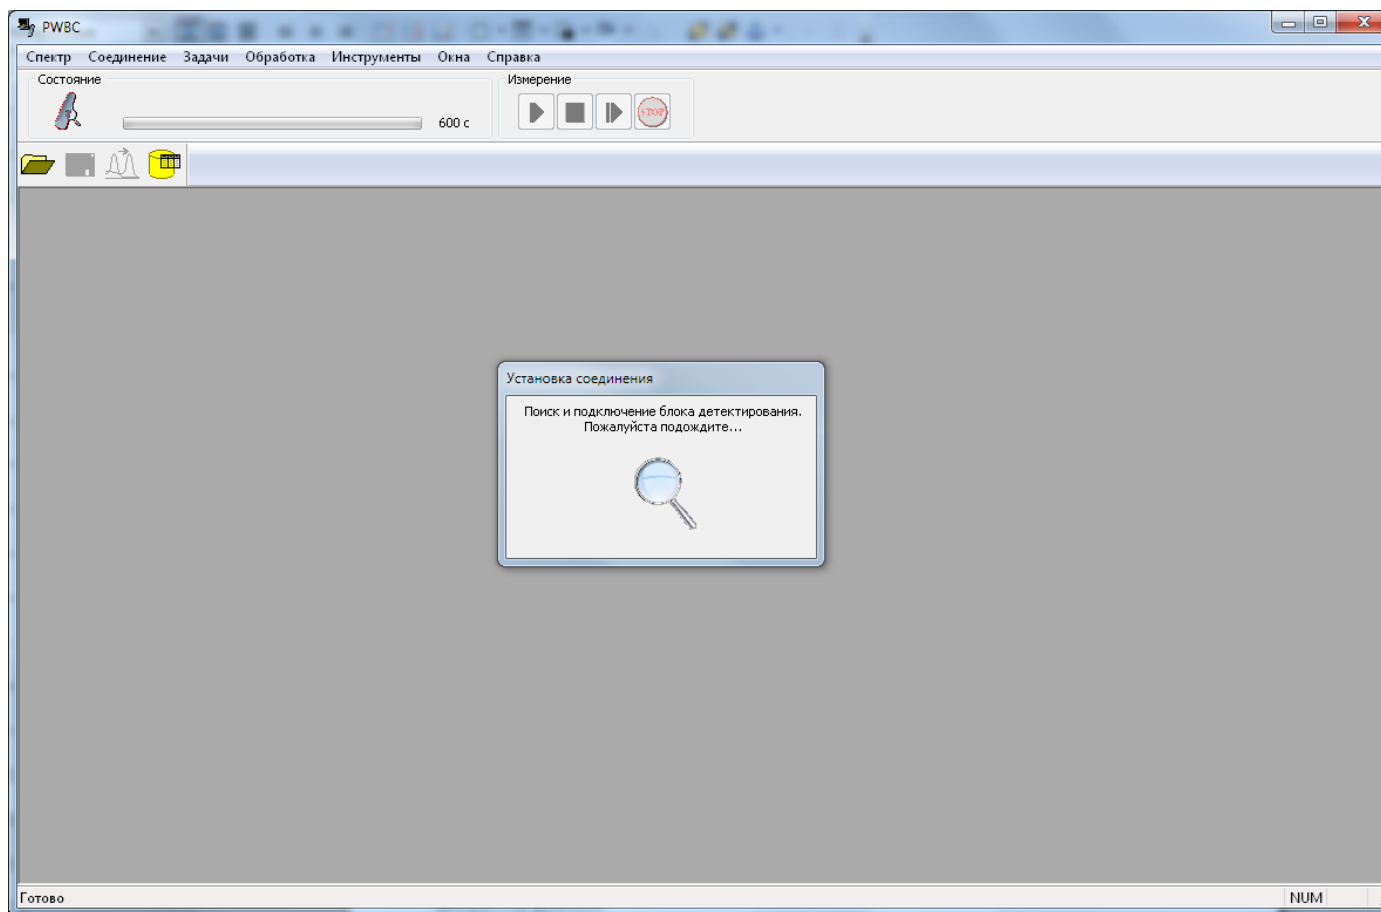 PWBC
Спектр Соединение Задачи Обработка Инструменты Окна Справка
Состояние
600 с
Измерение
STOP
Установка соединения
Поиск и подключение блока детектирования.
Пожалуйста подождите...
Готово
NUM